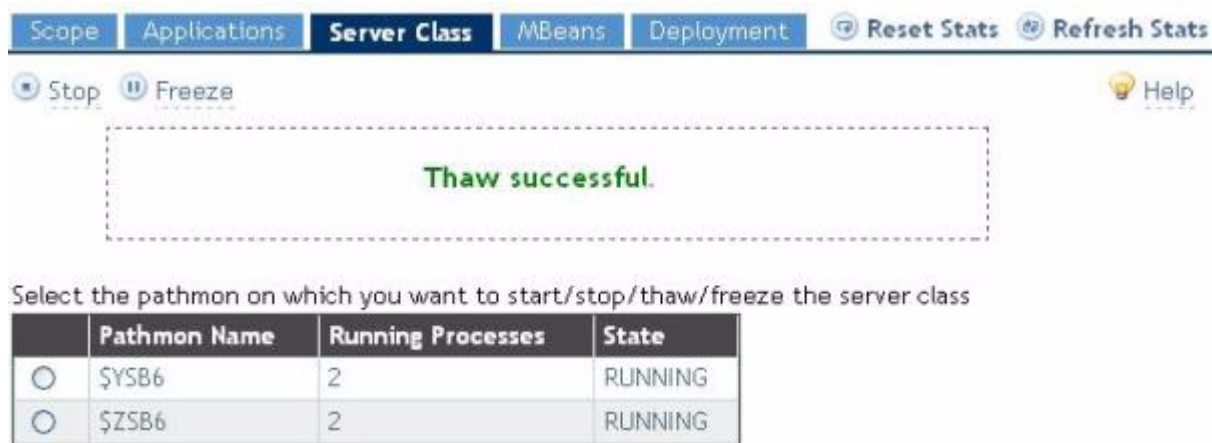 Scope Applications Server Class MBeans Deployment Reset Stats Refresh Stats
Stop Freeze Help
Thaw successful.
Select the pathmon on which you want to start/stop/thaw/freeze the server class
Pathmon Name Running Processes State
$YSB6 2 RUNNING
$ZSB6 2 RUNNING